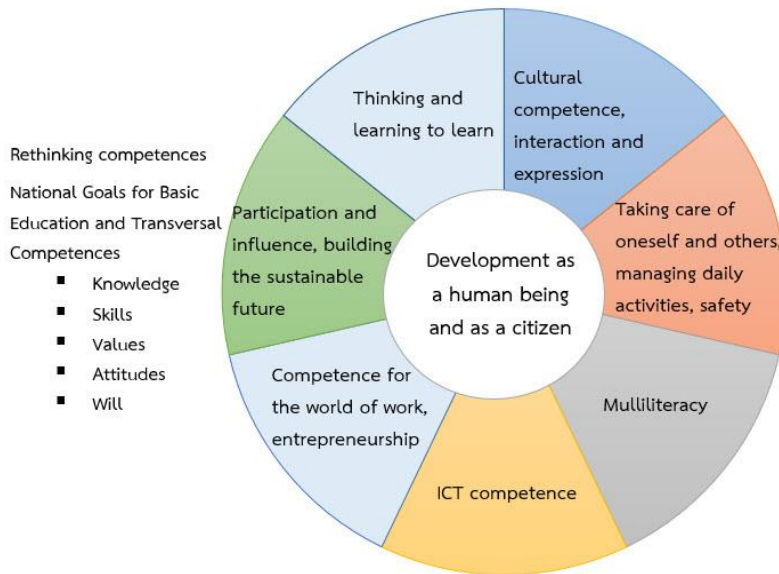 Rethinking competences
National Goals for Basic
Education and Transversal
Competences
▪ Knowledge
▪ Skills
▪ Values
▪ Attitudes
▪ Will
Thinking and
learning to learn
Cultural
competence,
interaction and
expression
Participation and
influence, building
the sustainable
future
Development as
a human being
and as a citizen
Taking care of
oneself and others,
managing daily
activities, safety
Competence for
the world of work,
entrepreneurship
Mulliliteracy
ICT competence